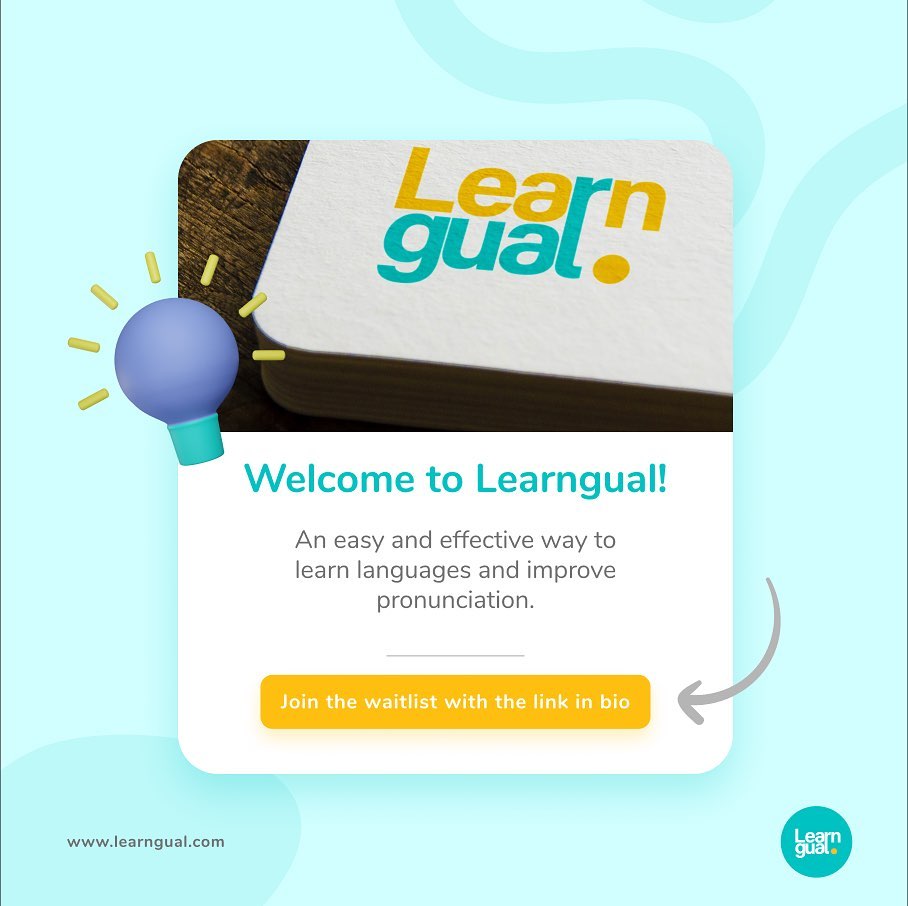 Learn
gual.
Welcome to Learngual!
An easy and effective way to
learn languages and improve
pronunciation.
Join the waitlist with the link in bio
www.learngual.com
Learn
gual.